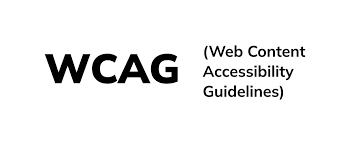 WCAG
(Web Content
Accessibility
Guidelines)